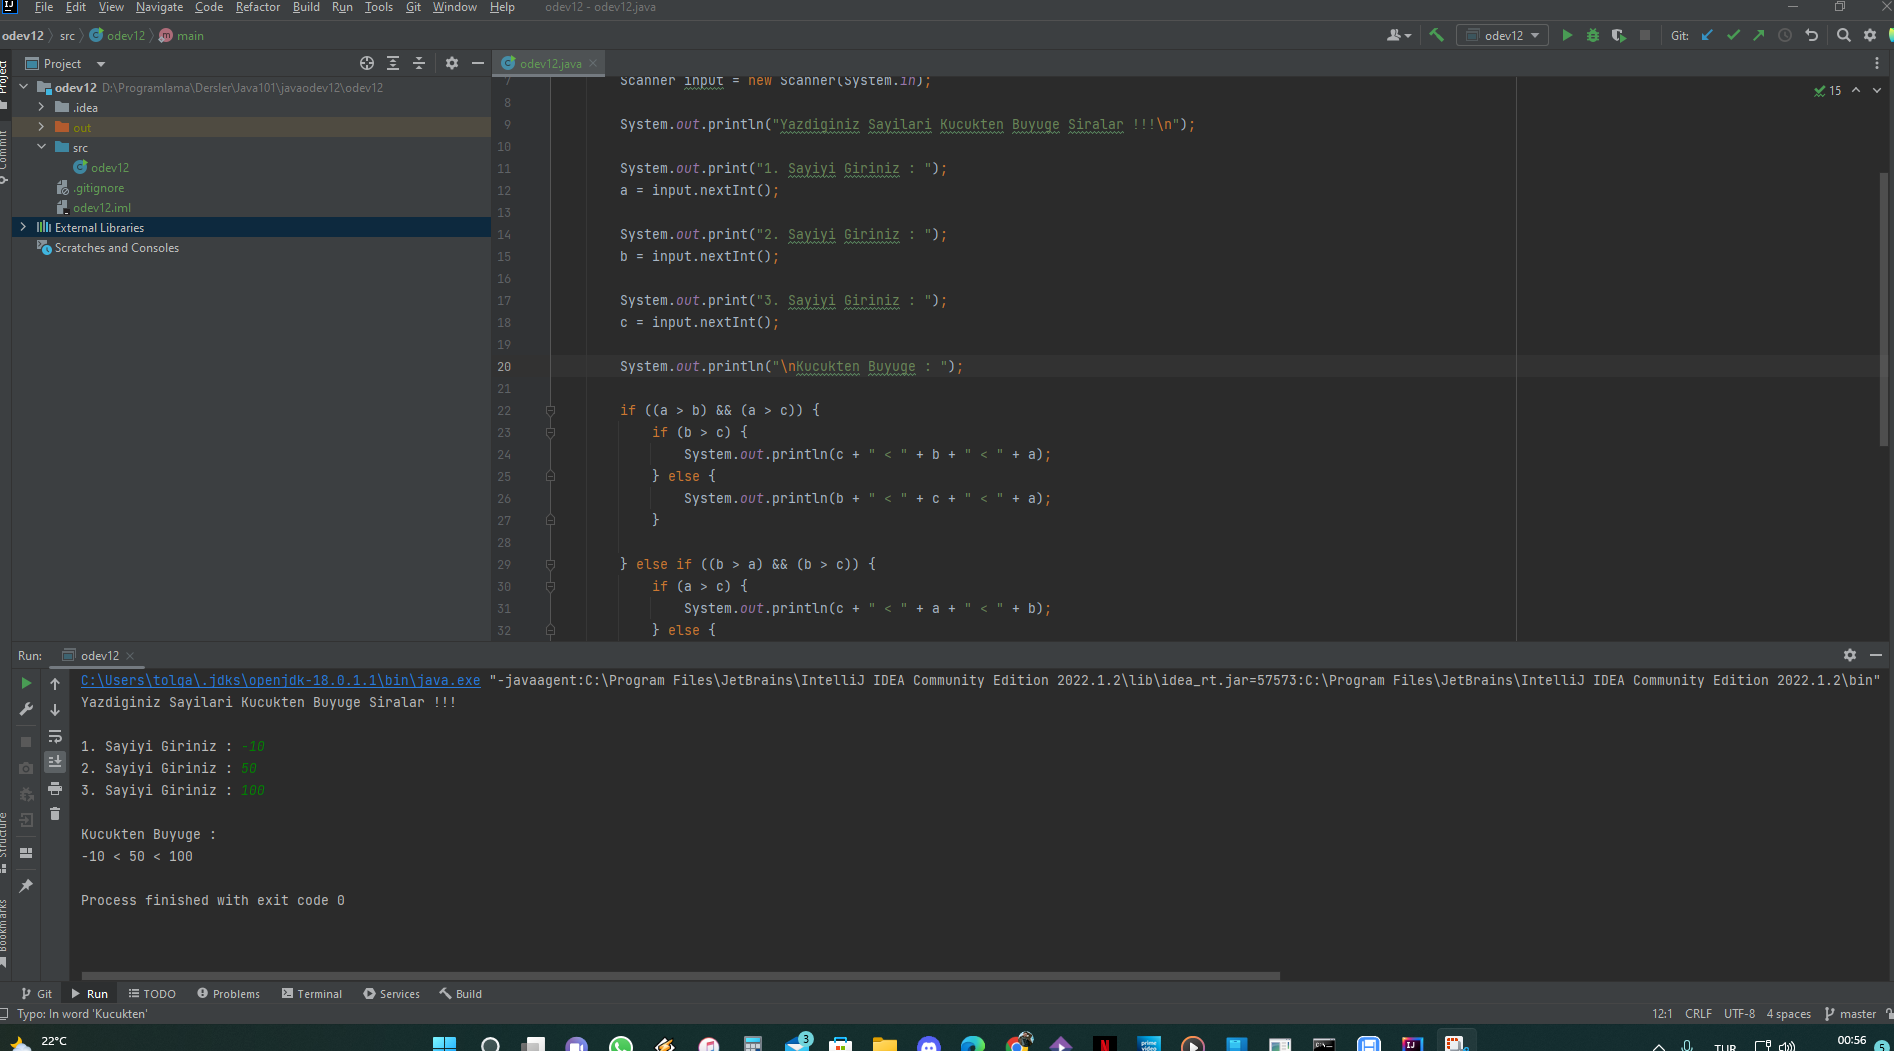 File Edit View Navigate Code Refactor Build Run Tools Git Window Help odev12 - odev12.java
odev12 src odev12 main
odev12 Git:
Project
odev12.java
odev12 D:\Programlama\Dersler\Java101\javaodev12\odev12
.idea
out
src
odev12
.gitignore
odev12.iml
External Libraries
Scratches and Consoles
Project
Commit
Structure
Bookmarks
15
7 Scanner input = new Scanner(System.in);
8
9 System.out.println("Yazdiginiz Sayilari Kucukten Buyuge Siralar !!!\n");
10
11 System.out.print("1. Sayiyi Giriniz : ");
12 a = input.nextInt();
13
14 System.out.print("2. Sayiyi Giriniz : ");
15 b = input.nextInt();
16
17 System.out.print("3. Sayiyi Giriniz : ");
18 c = input.nextInt();
19
20 System.out.println("\nKucukten Buyuge : ");
21
22 if ((a > b) && (a > c)) {
23 if (b > c) {
24 System.out.println(c + " < " + b + " < " + a);
25 } else {
26 System.out.println(b + " < " + c + " < " + a);
27 }
28
29 } else if ((b > a) && (b > c)) {
30 if (a > c) {
31 System.out.println(c + " < " + a + " < " + b);
32 } else {
Run: odev12
C:\Users\tolqa\.jdks\openjdk-18.0.1.1\bin\java.exe "-javaagent:C:\Program Files\JetBrains\IntelliJ IDEA Community Edition 2022.1.2\lib\idea_rt.jar=57573:C:\Program Files\JetBrains\IntelliJ IDEA Community Edition 2022.1.2\bin"
Yazdiginiz Sayilari Kucukten Buyuge Siralar !!!
1. Sayiyi Giriniz : -10
2. Sayiyi Giriniz : 50
3. Sayiyi Giriniz : 100
Kucukten Buyuge :
-10 < 50 < 100
Process finished with exit code 0
Git Run TODO Problems Terminal Services Build
Typo: In word 'Kucukten'
12:1 CRLF UTF-8 4 spaces master
22°C
3
prime video
TUR
00:56
5